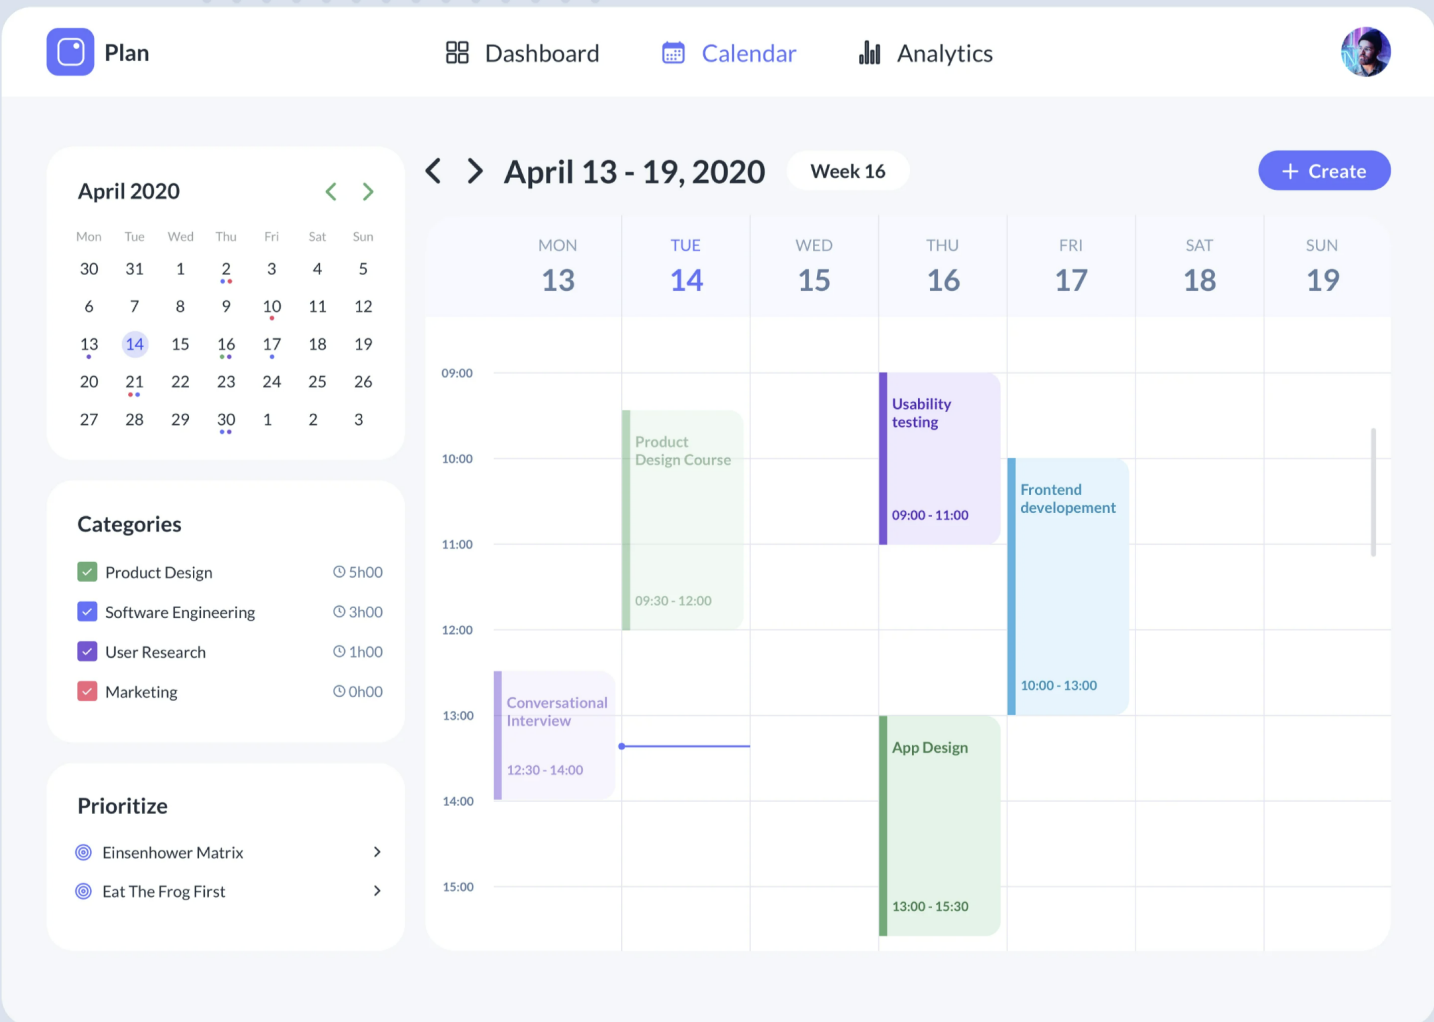 Plan
Dashboard
Calendar
Analytics
April 2020
Mon Tue Wed Thu Fri Sat Sun
30 31 1 2 3 4 5
6 7 8 9 10 11 12
13 14 15 16 17 18 19
20 21 22 23 24 25 26
27 28 29 30 1 2 3
Categories
Product Design 5h00
Software Engineering 3h00
User Research 1h00
Marketing 0h00
Prioritize
Einsenhower Matrix
Eat The Frog First
April 13 - 19, 2020
Week 16
+ Create
MON TUE WED THU FRI SAT SUN
13 14 15 16 17 18 19
09:00
10:00
11:00
12:00
13:00
14:00
15:00
Conversational
Interview
12:30 - 14:00
Product
Design Course
09:30 - 12:00
Usability
testing
09:00 - 11:00
App Design
13:00 - 15:30
Frontend
developement
10:00 - 13:00